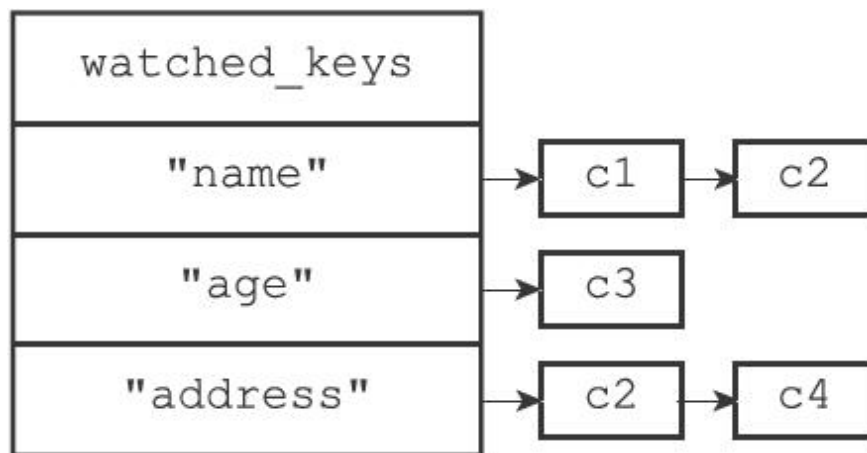 watched_keys
"name" c1 c2
"age" c3
"address" c2 c4